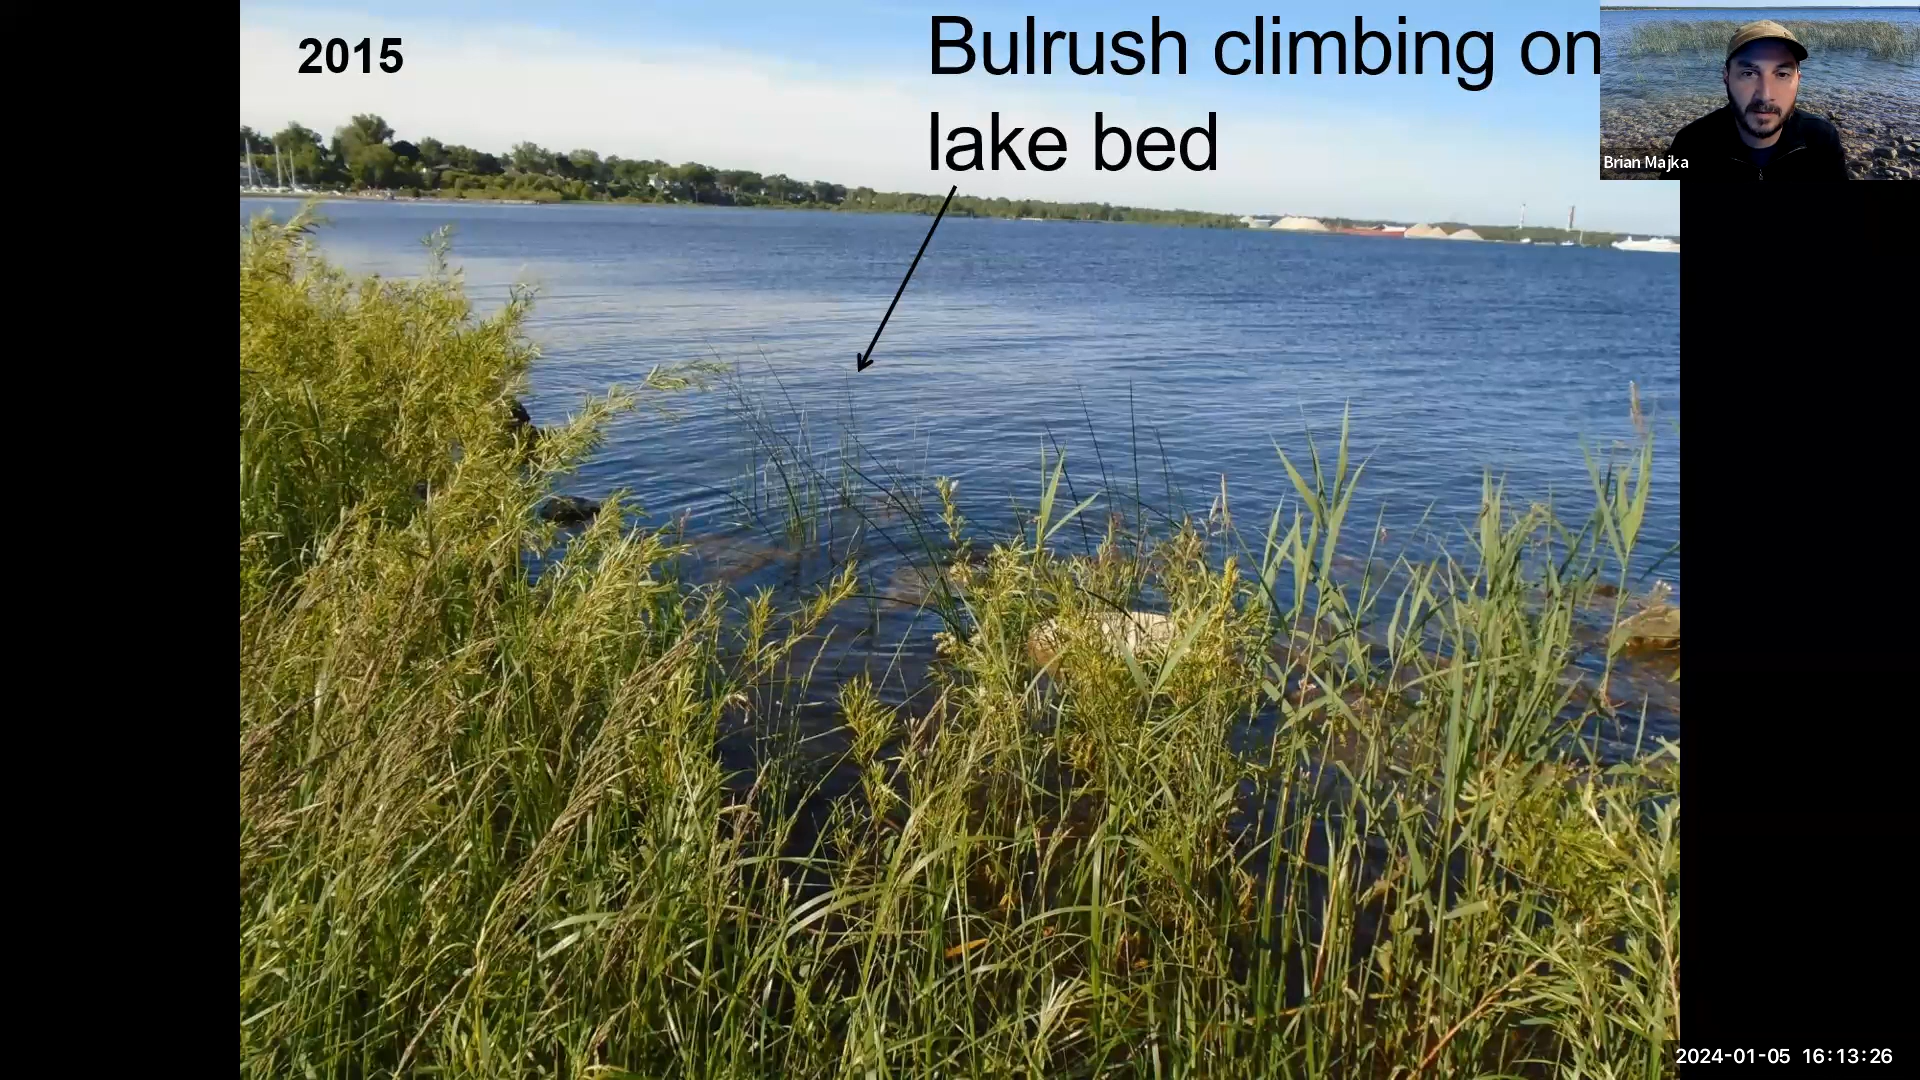 2015
Bulrush climbing on
lake bed
Brian Majka
2024-01-05 16:13:26